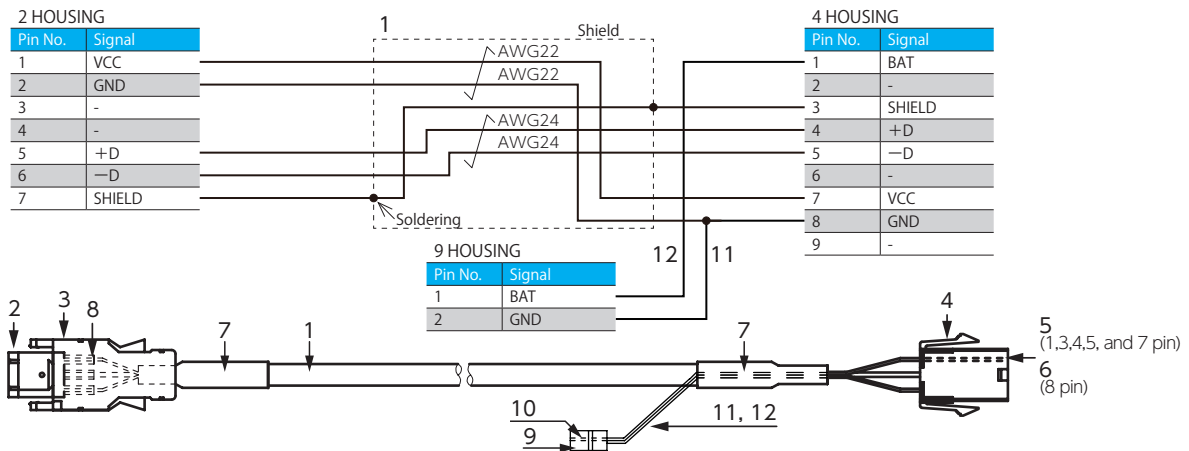 2 HOUSING
Pin No. Signal
1 VCC
2 GND
3 -
4 -
5 +D
6 －D
7 SHIELD
1
Shield
AWG22
AWG22
AWG24
AWG24
Soldering
4 HOUSING
Pin No. Signal
1 BAT
2 -
3 SHIELD
4 +D
5 －D
6 -
7 VCC
8 GND
9 -
12 11
9 HOUSING
Pin No. Signal
1 BAT
2 GND
2 3 8 7 1 7 4
5
(1,3,4,5, and 7 pin)
6
(8 pin)
10
9
11, 12